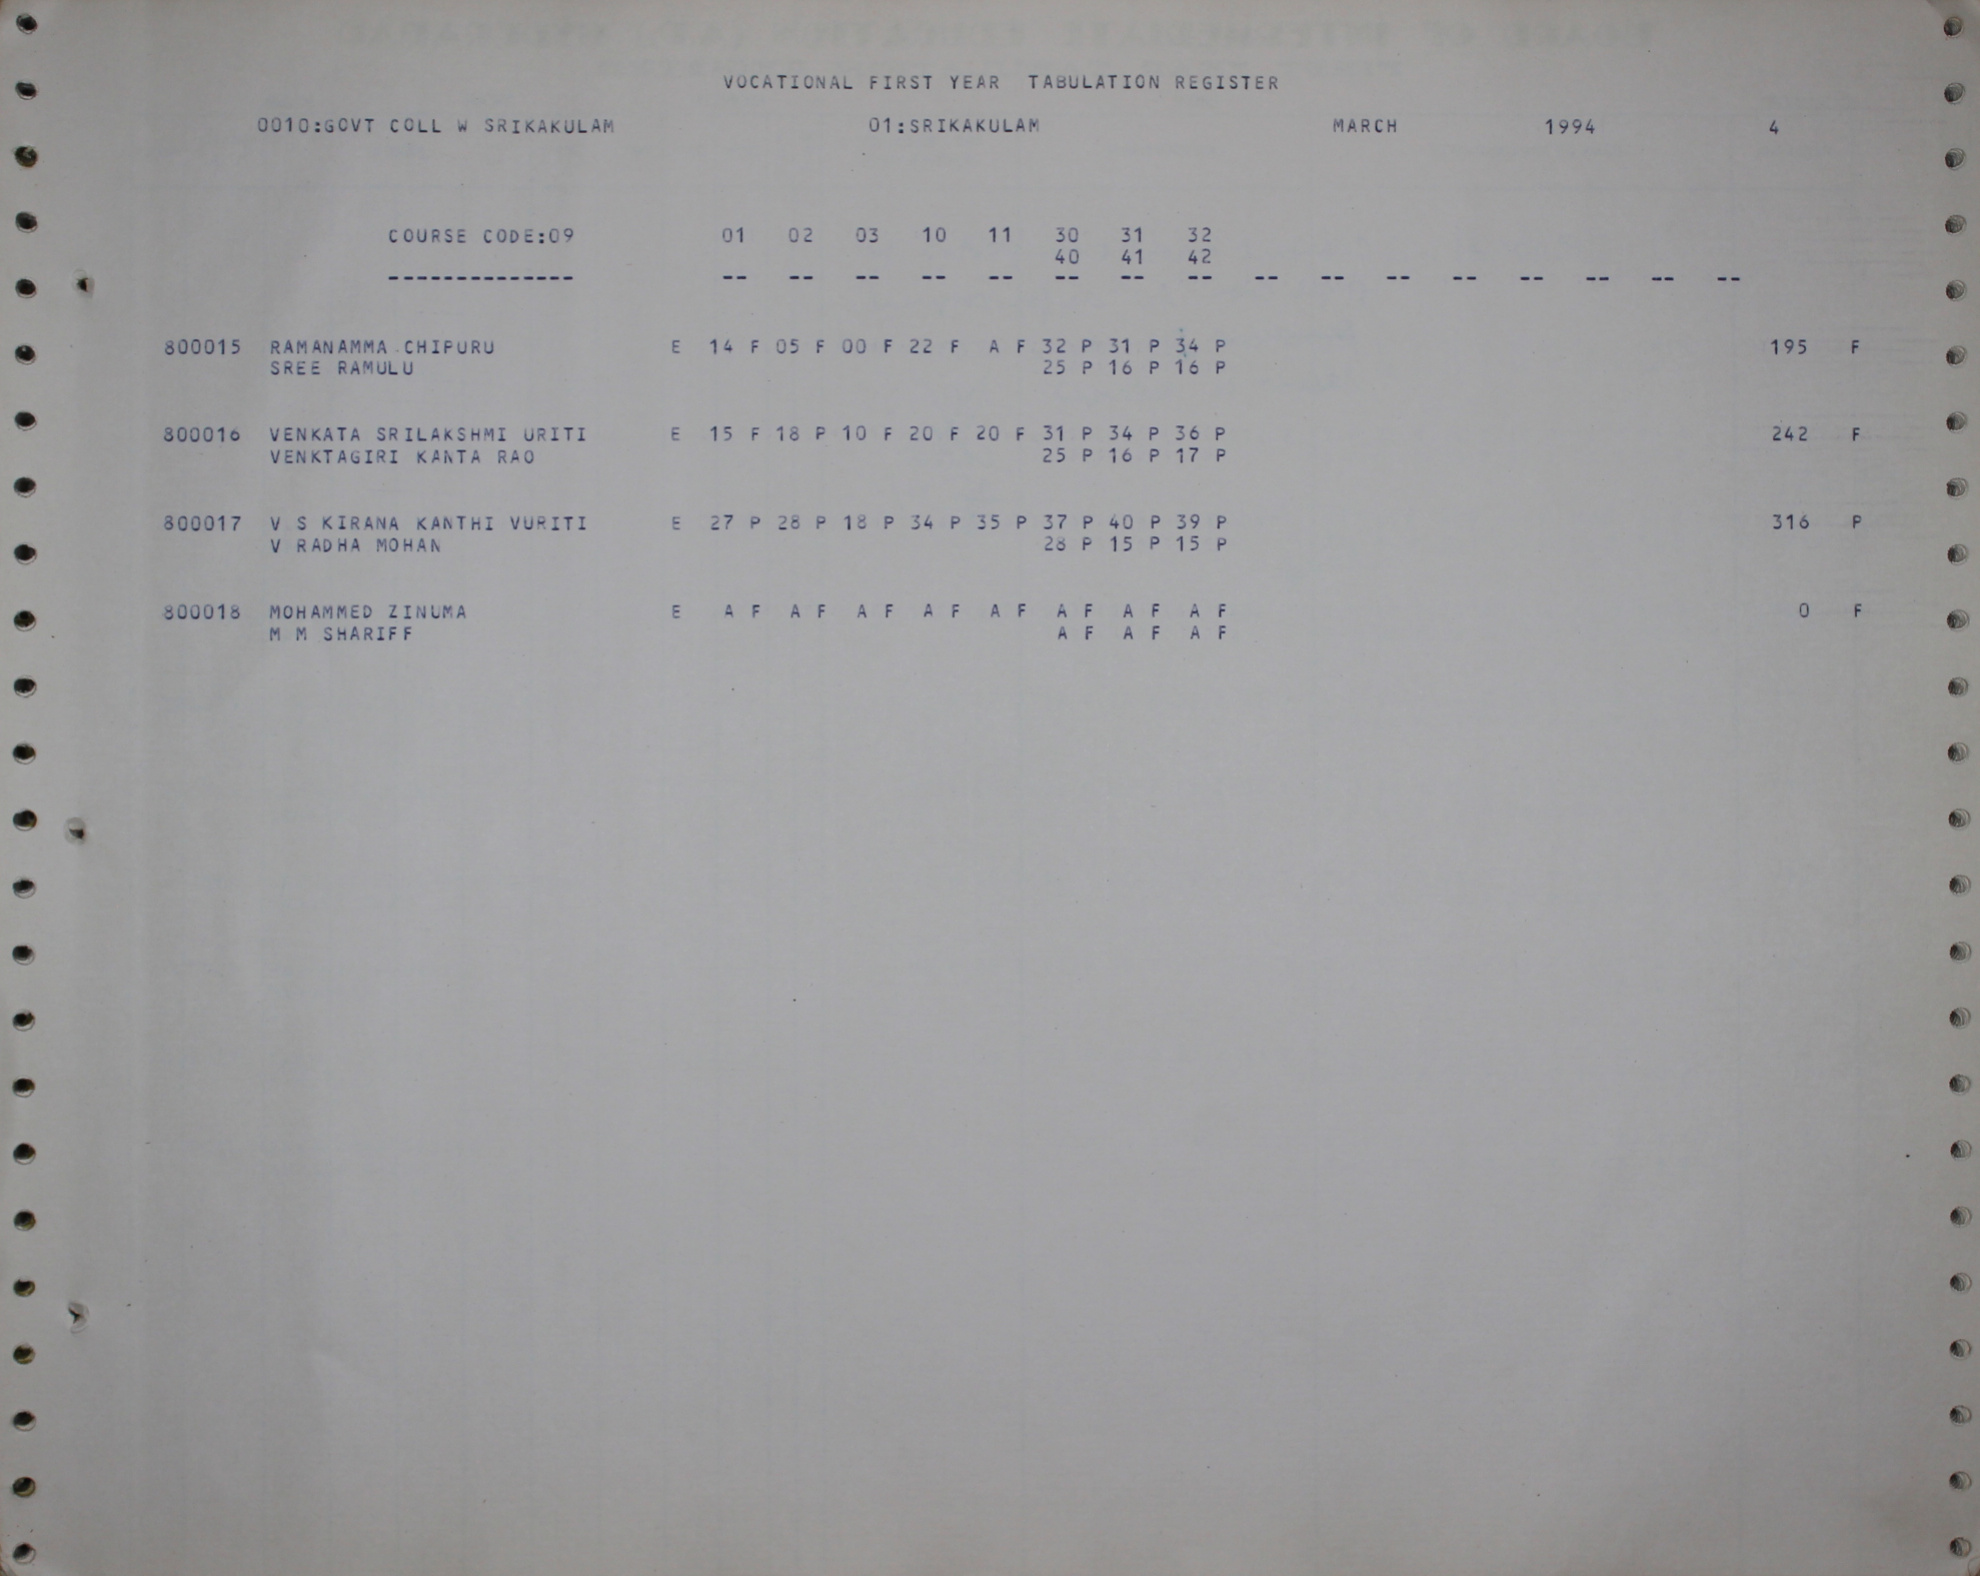 VOCATIONAL FIRST YEAR TABULATION REGISTER
0010:GOVT COLL W SRIKAKULAM 01:SRIKAKULAM MARCH 1994 4
COURSE CODE:09 01 02 03 10 11 30 31 32
40 41 42
-------------- -- -- -- -- -- -- -- -- -- -- -- -- -- -- -- --
800015 RAMANAMMA CHIPURU E 14 F 05 F 00 F 22 F A F 32 P 31 P 34 P 195 F
SREE RAMULU 25 P 16 P 16 P
800016 VENKATA SRILAKSHMI URITI E 15 F 18 P 10 F 20 F 20 F 31 P 34 P 36 P 242 F
VENKTAGIRI KANTA RAO 25 P 16 P 17 P
800017 V S KIRANA KANTHI VURITI E 27 P 28 P 18 P 34 P 35 P 37 P 40 P 39 P 316 P
V RADHA MOHAN 28 P 15 P 15 P
800018 MOHAMMED ZINUMA E A F A F A F A F A F A F A F A F 0 F
M M SHARIFF A F A F A F